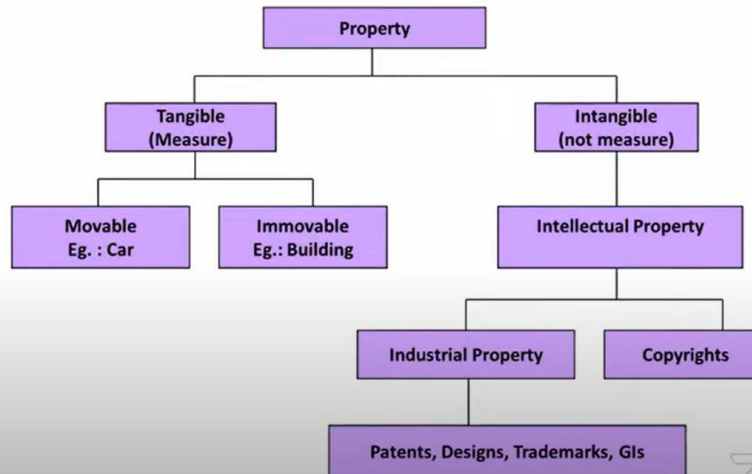 Property
Tangible
(Measure)
Intangible
(not measure)
Movable
Eg. : Car
Immovable
Eg.: Building
Intellectual Property
Industrial Property
Copyrights
Patents, Designs, Trademarks, GIs